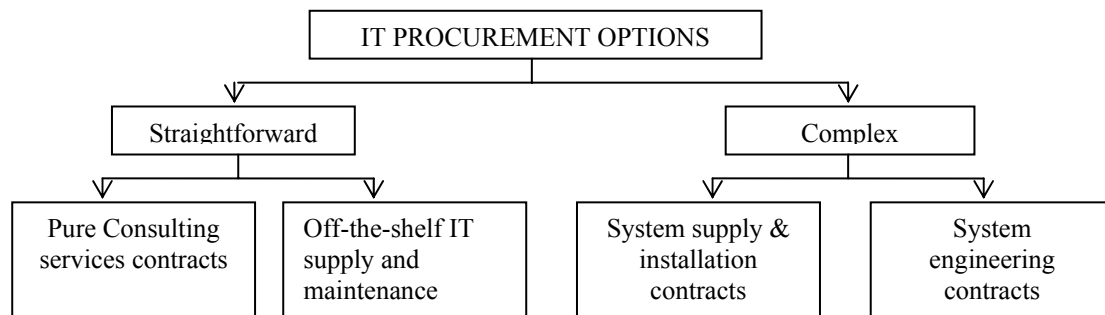 IT PROCUREMENT OPTIONS
Straightforward
Complex
Pure Consulting
services contracts
Off-the-shelf IT
supply and
maintenance
System supply &
installation
contracts
System
engineering
contracts